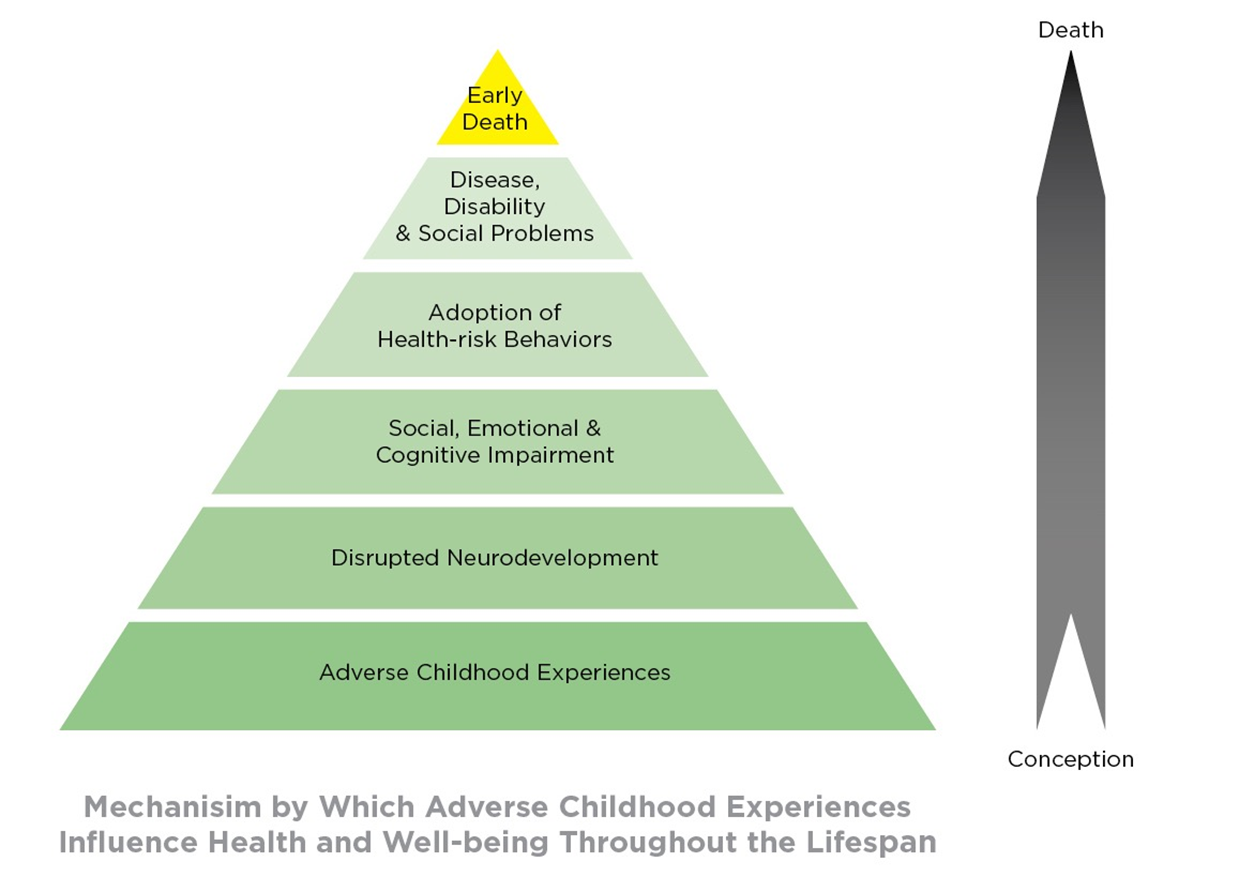 Death
Early
Death
Disease,
Disability
& Social Problems
Adoption of
Health-risk Behaviors
Social, Emotional &
Cognitive Impairment
Disrupted Neurodevelopment
Adverse Childhood Experiences
Conception
Mechanisim by Which Adverse Childhood Experiences
Influence Health and Well-being Throughout the Lifespan